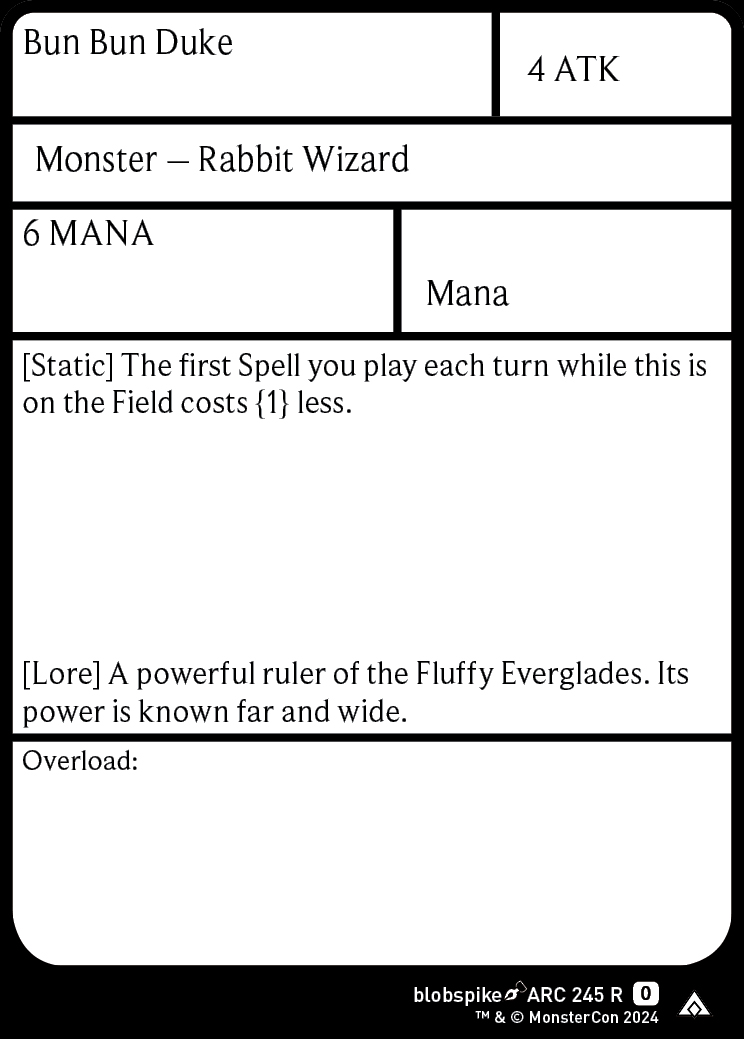 Bun Bun Duke
4 ATK
Monster – Rabbit Wizard
6 MANA
Mana
[Static] The first Spell you play each turn while this is
on the Field costs {1} less.
[Lore] A powerful ruler of the Fluffy Everglades. Its
power is known far and wide.
Overload:
blobspike ARC 245 R 0
™ & © MonsterCon 2024